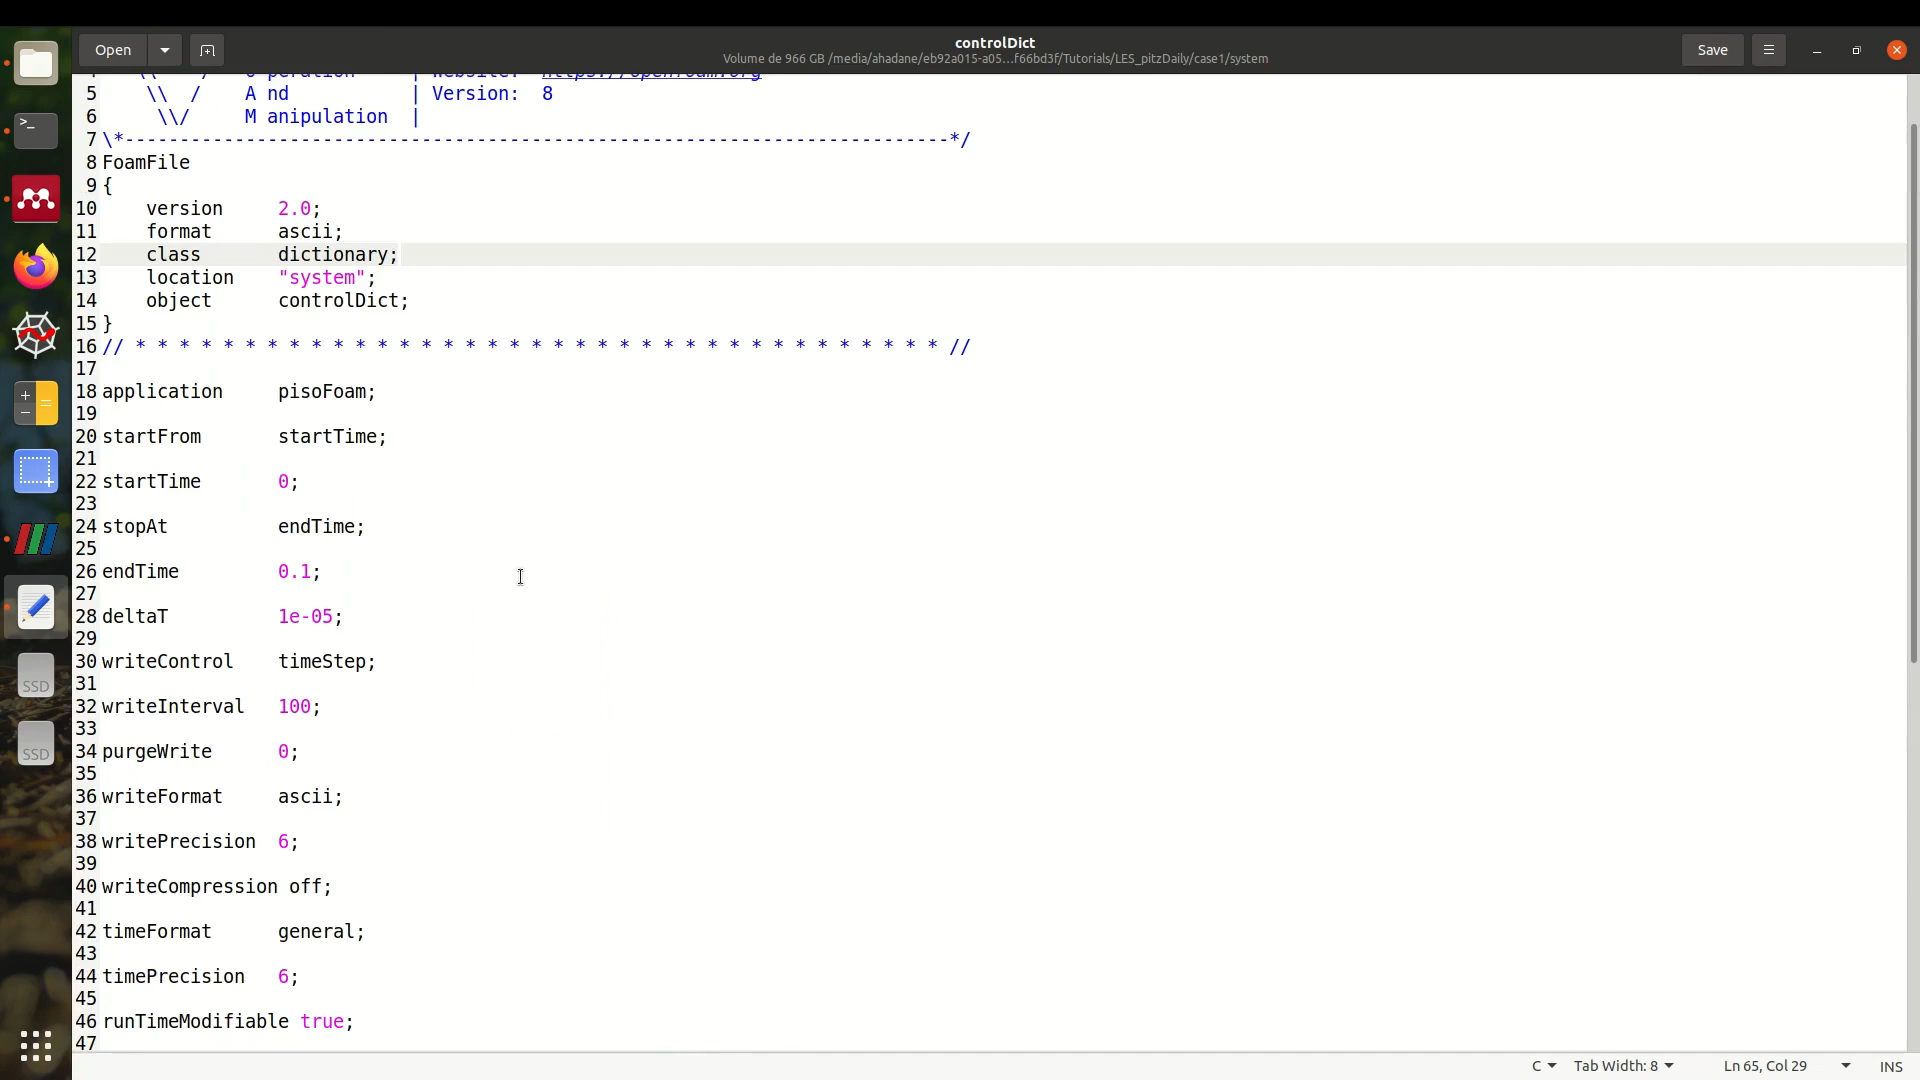 Open
controlDict
Volume de 966 GB /media/ahadane/eb92a015-a05…f66bd3f/Tutorials/LES_pitzDaily/case1/system
Save
5 \\ / A nd | Version: 8
6 \\/ M anipulation |
7 \*---------------------------------------------------------------------------*/
8 FoamFile
9 {
10 version 2.0;
11 format ascii;
12 class dictionary;
13 location "system";
14 object controlDict;
15 }
16 // * * * * * * * * * * * * * * * * * * * * * * * * * * * * * * * * * * * * * //
17
18 application pisoFoam;
19
20 startFrom startTime;
21
22 startTime 0;
23
24 stopAt endTime;
25
26 endTime 0.1;
27
28 deltaT 1e-05;
29
30 writeControl timeStep;
31
32 writeInterval 100;
33
34 purgeWrite 0;
35
36 writeFormat ascii;
37
38 writePrecision 6;
39
40 writeCompression off;
41
42 timeFormat general;
43
44 timePrecision 6;
45
46 runTimeModifiable true;
47
SSD
SSD
C
Tab Width: 8
Ln 65, Col 29
INS